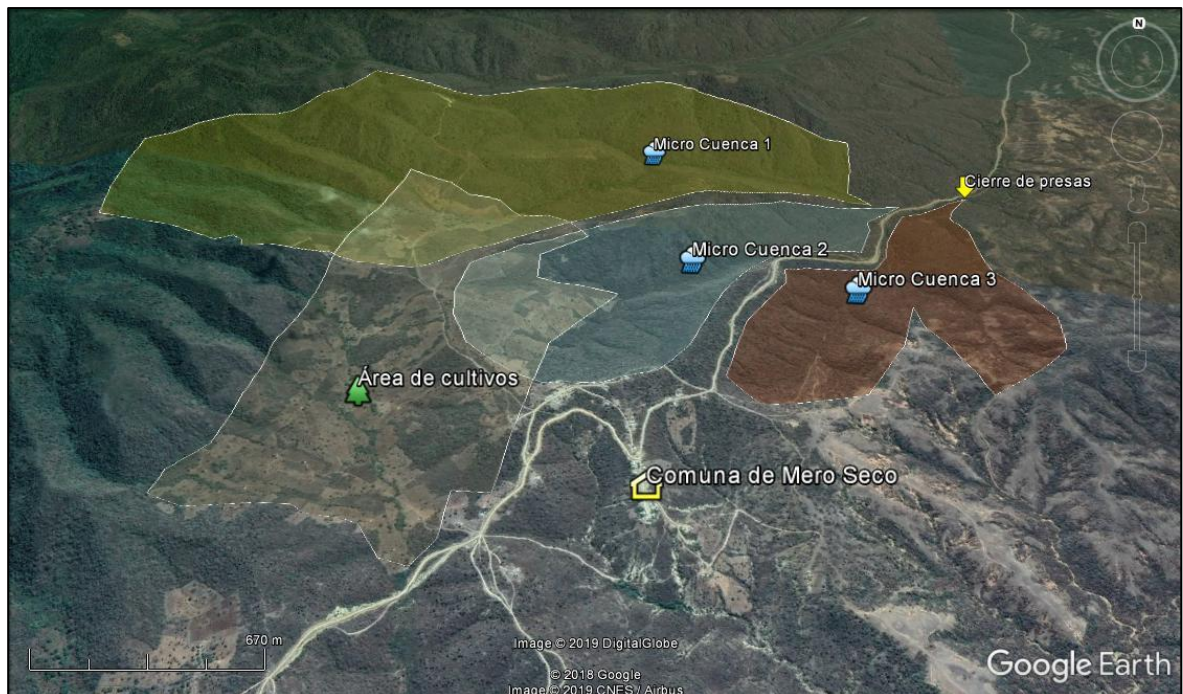 N
Micro Cuenca 1
Cierre de presas
Micro Cuenca 2
Micro Cuenca 3
Área de cultivos
Comuna de Mero Seco
670 m
Image © 2019 DigitalGlobe
© 2018 Google
Image © 2019 CNES / Airbus
Google Earth